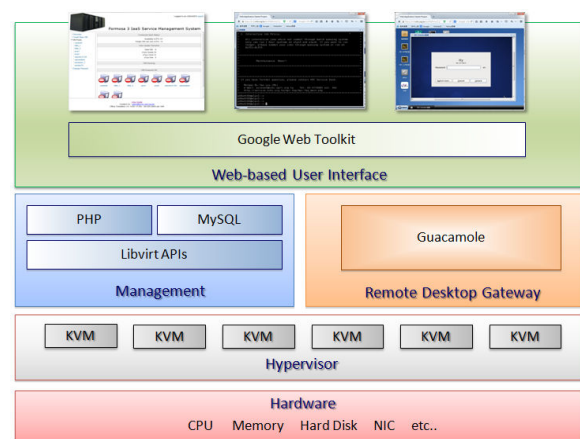 Formosa 3 IaaS Service Management System
Google Web Toolkit
Web-based User Interface
PHP MySQL
Libvirt APIs
Management
Guacamole
Remote Desktop Gateway
KVM KVM KVM KVM KVM KVM
Hypervisor
Hardware
CPU Memory Hard Disk NIC etc..